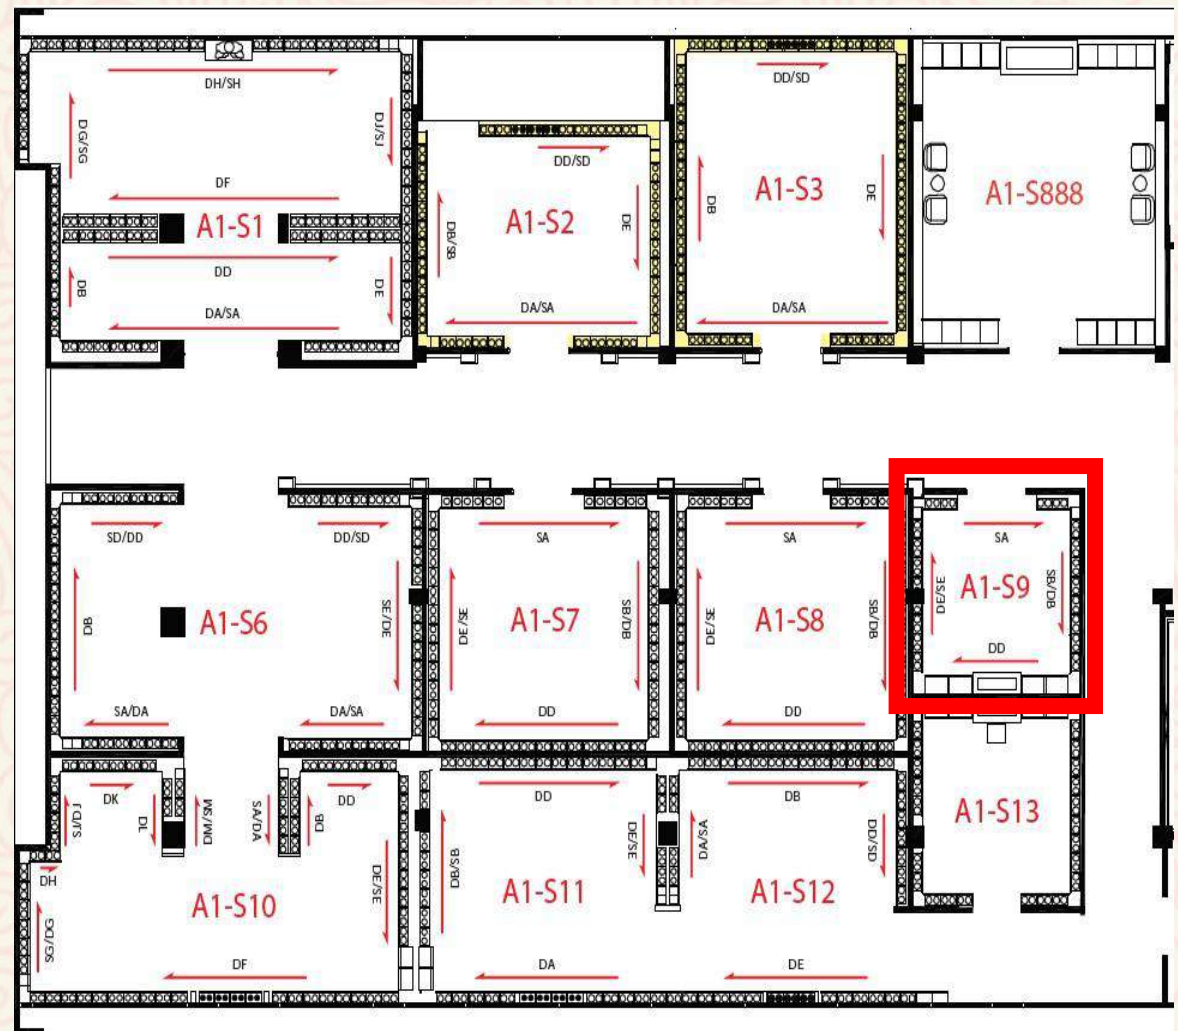 DH/SH
DG/SG
DJ/SJ
DF
A1-S1
DD
DB
DE
DA/SA
DD/SD
A1-S2
DB/SB
DE
DA/SA
DD/SD
A1-S3
DB
DE
DA/SA
A1-S888
SD/DD
DD/SD
DB
A1-S6
SE/DE
SA/DA
DA/SA
SA
DE/SE
A1-S7
SB/DB
DD
SA
DE/SE
A1-S8
SB/DB
DD
SA
DE/SE
A1-S9
SB/DB
DD
DK
DL
DM/SM
SA/DA
DB
DD
DH
SG/DG
A1-S10
DE/SE
DF
DD
DB/SB
DE/SE
A1-S11
DA
DB
DA/SA
DD/SD
A1-S12
DE
A1-S13